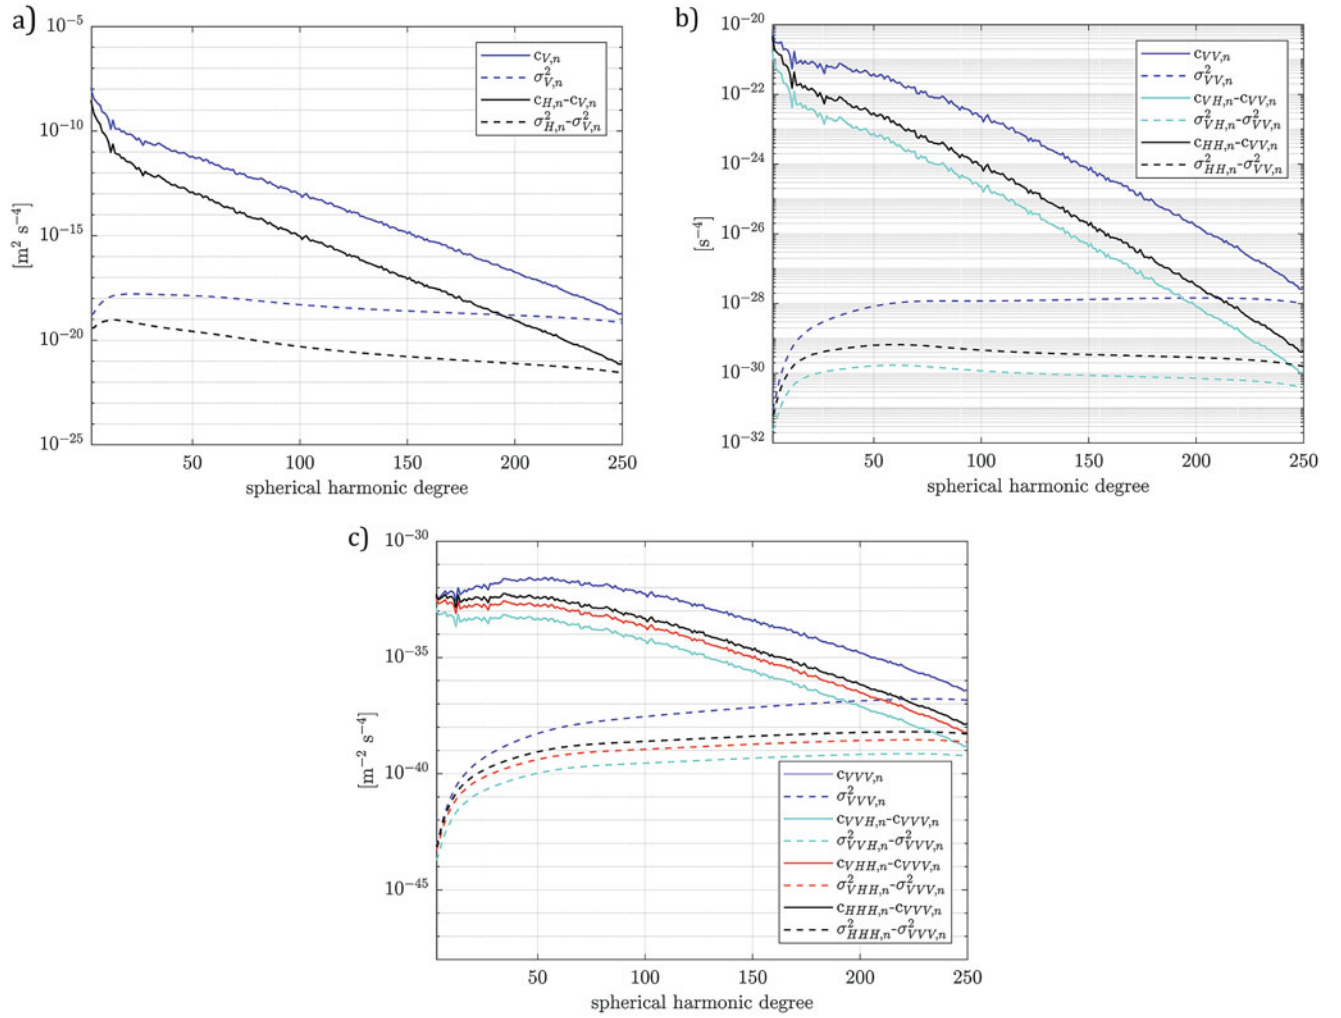 a)
10⁻⁵
10⁻¹⁰
10⁻¹⁵
10⁻²⁰
10⁻²⁵
[m² s⁻⁴]
50 100 150 200 250
spherical harmonic degree
c_{V,n}
σ²_{V,n}
c_{H,n}-c_{V,n}
σ²_{H,n}-σ²_{V,n}
b)
10⁻²⁰
10⁻²²
10⁻²⁴
10⁻²⁶
10⁻²⁸
10⁻³⁰
10⁻³²
[s⁻⁴]
50 100 150 200 250
spherical harmonic degree
c_{VV,n}
σ²_{VV,n}
c_{VH,n}-c_{VV,n}
σ²_{VH,n}-σ²_{VV,n}
c_{HH,n}-c_{VV,n}
σ²_{HH,n}-σ²_{VV,n}
c)
10⁻³⁰
10⁻³⁵
10⁻⁴⁰
10⁻⁴⁵
[m⁻² s⁻⁴]
50 100 150 200 250
spherical harmonic degree
c_{VVV,n}
σ²_{VVV,n}
c_{VVH,n}-c_{VVV,n}
σ²_{VVH,n}-σ²_{VVV,n}
c_{VHH,n}-c_{VVV,n}
σ²_{VHH,n}-σ²_{VVV,n}
c_{HHH,n}-c_{VVV,n}
σ²_{HHH,n}-σ²_{VVV,n}